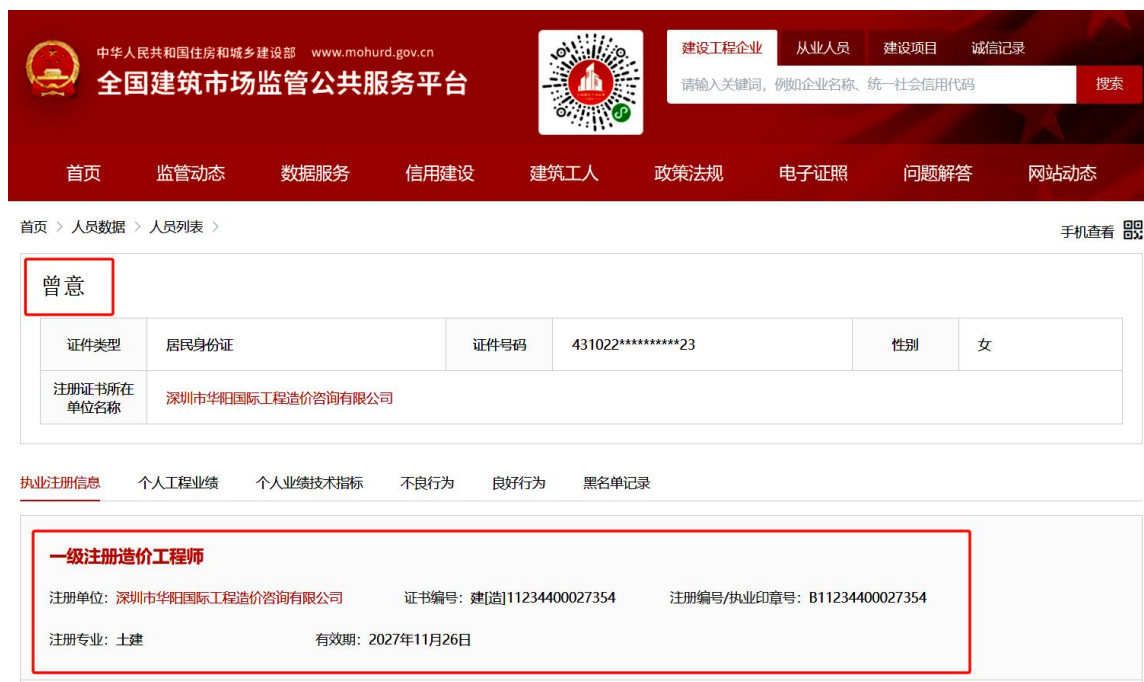 中华人民共和国住房和城乡建设部 www.mohurd.gov.cn
全国建筑市场监管公共服务平台
建设工程企业 从业人员 建设项目 诚信记录
请输入关键词，例如企业名称、统一社会信用代码 搜索
首页 监管动态 数据服务 信用建设 建筑工人 政策法规 电子证照 问题解答 网站动态
首页 > 人员数据 > 人员列表 >
手机查看
曾意
证件类型 居民身份证 证件号码 431022**********23 性别 女
注册证书所在
单位名称
深圳市华阳国际工程造价咨询有限公司
执业注册信息 个人工程业绩 个人业绩技术指标 不良行为 良好行为 黑名单记录
一级注册造价工程师
注册单位：深圳市华阳国际工程造价咨询有限公司 证书编号：建[造]11234400027354 注册编号/执业印章号：B11234400027354
注册专业：土建 有效期：2027年11月26日